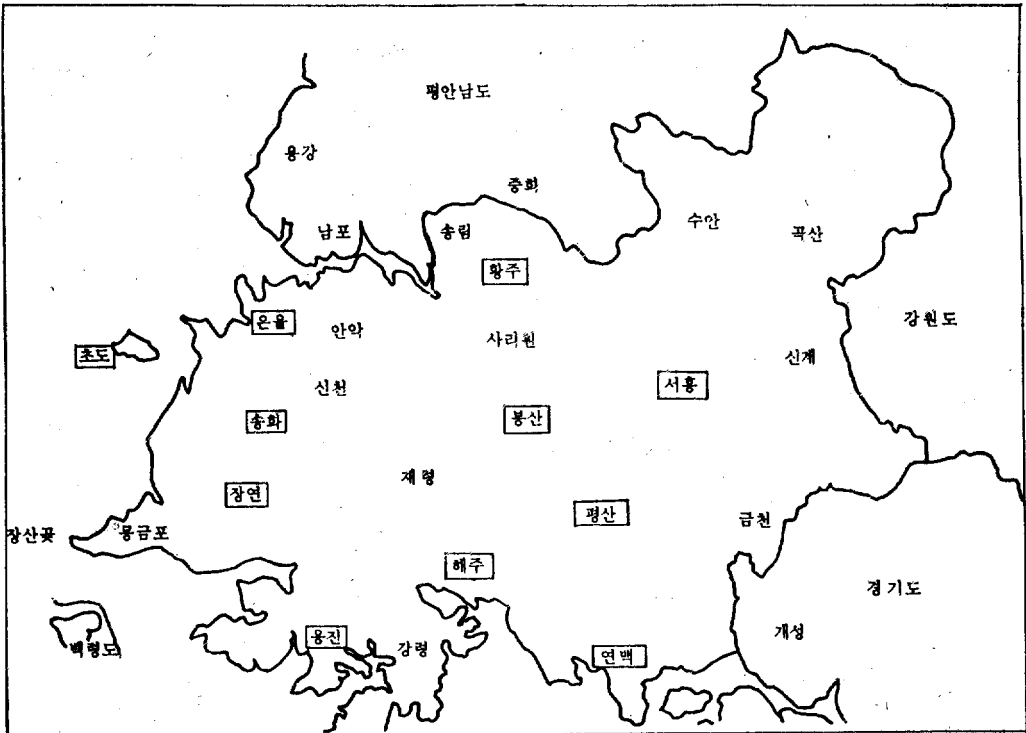 평안남도
용강
중화
남포
송림
수안
곡산
황주
은율
안악
사리원
강원도
초도
신천
서흥
신계
송화
봉산
재령
장연
평산
금천
장산곶
몽금포
해주
경기도
백령도
옹진
강령
연백
개성